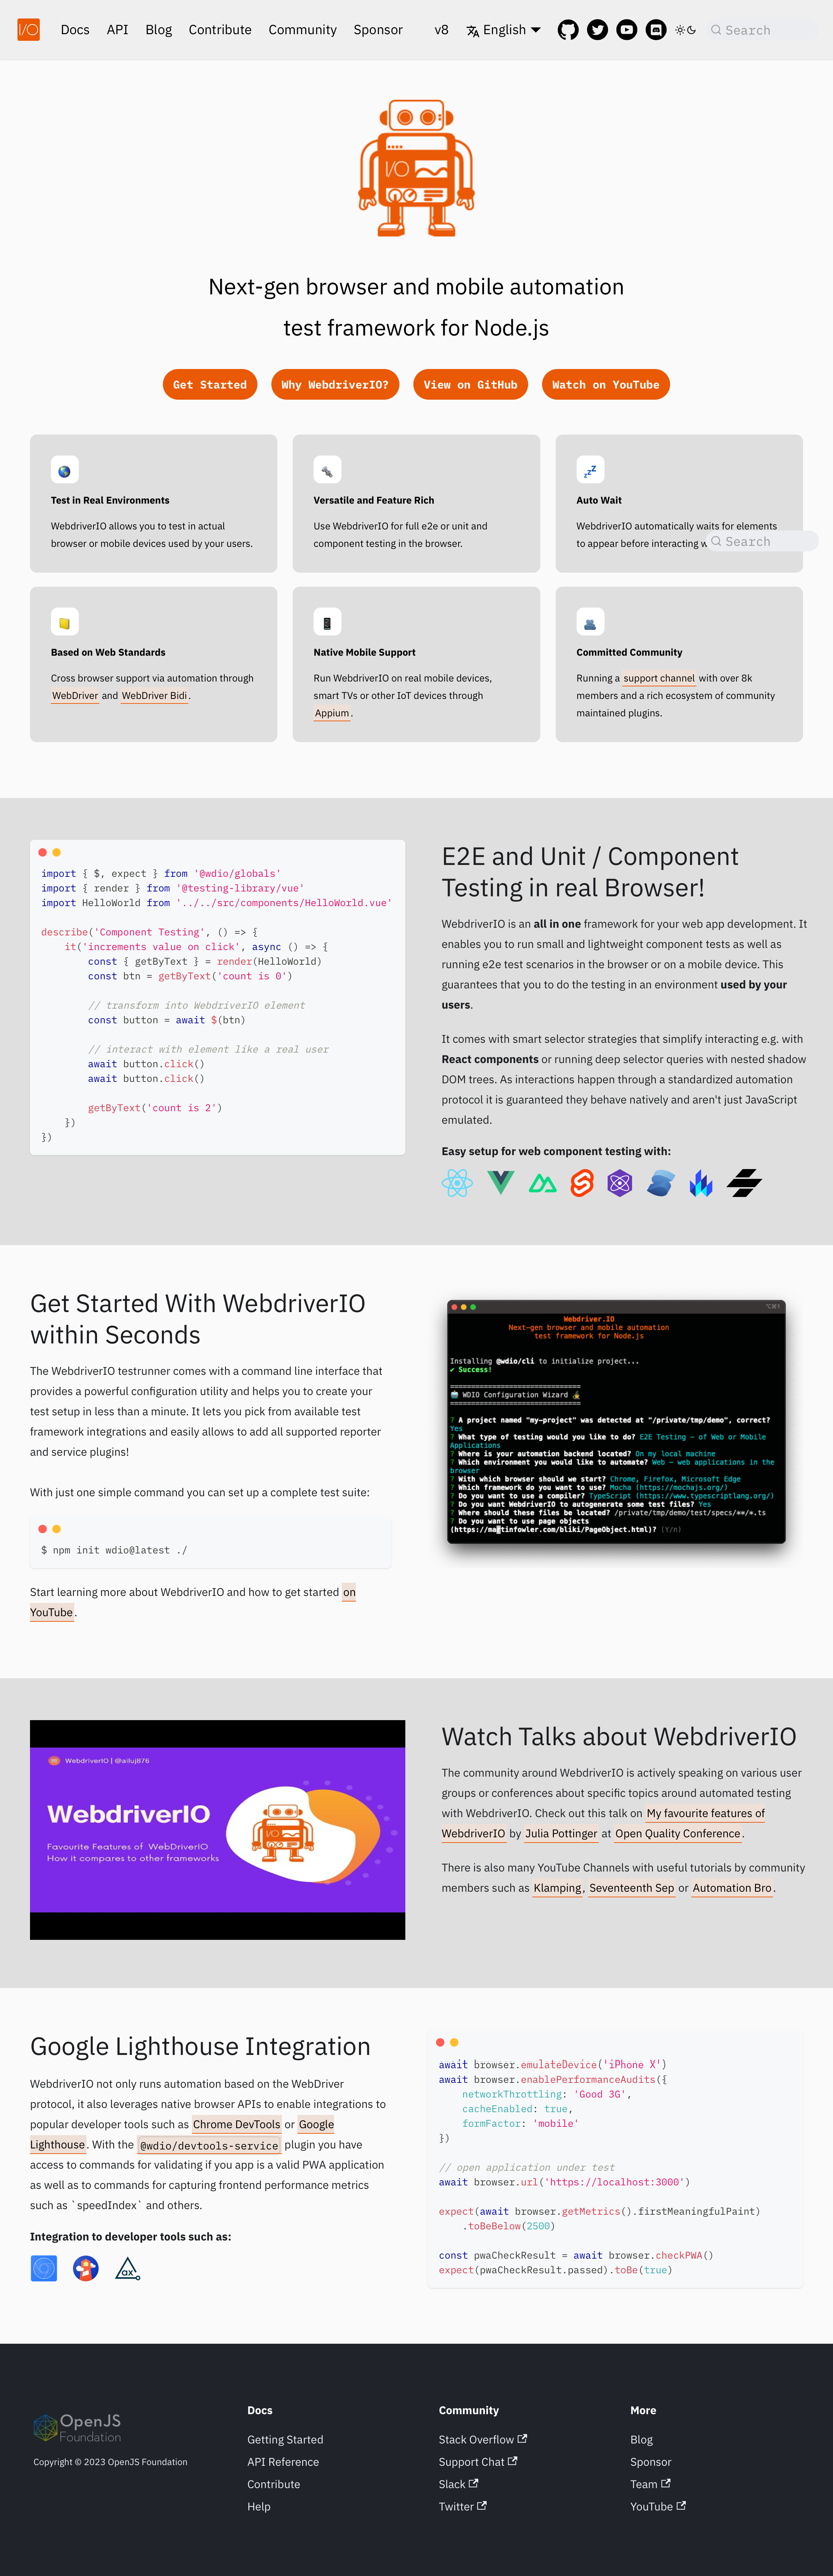 I/O
Docs API Blog Contribute Community Sponsor v8 English Search
I/O
Next-gen browser and mobile automation
test framework for Node.js
Get Started Why WebdriverIO? View on GitHub Watch on YouTube
Test in Real Environments
WebdriverIO allows you to test in actual
browser or mobile devices used by your users.
Versatile and Feature Rich
Use WebdriverIO for full e2e or unit and
component testing in the browser.
Auto Wait
WebdriverIO automatically waits for elements
to appear before interacting
Search
Based on Web Standards
Cross browser support via automation through
WebDriver and WebDriver Bidi.
Native Mobile Support
Run WebdriverIO on real mobile devices,
smart TVs or other IoT devices through
Appium.
Committed Community
Running a support channel with over 8k
members and a rich ecosystem of community
maintained plugins.
import { $, expect } from '@wdio/globals'
import { render } from '@testing-library/vue'
import HelloWorld from '../../src/components/HelloWorld.vue'
describe('Component Testing', () => {
it('increments value on click', async () => {
const { getByText } = render(HelloWorld)
const btn = getByText('count is 0')
// transform into WebdriverIO element
const button = await $(btn)
// interact with element like a real user
await button.click()
await button.click()
getByText('count is 2')
})
})
E2E and Unit / Component
Testing in real Browser!
WebdriverIO is an all in one framework for your web app development. It
enables you to run small and lightweight component tests as well as
running e2e test scenarios in the browser or on a mobile device. This
guarantees that you to do the testing in an environment used by your
users.
It comes with smart selector strategies that simplify interacting e.g. with
React components or running deep selector queries with nested shadow
DOM trees. As interactions happen through a standardized automation
protocol it is guaranteed they behave natively and aren't just JavaScript
emulated.
Easy setup for web component testing with:
Get Started With WebdriverIO
within Seconds
The WebdriverIO testrunner comes with a command line interface that
provides a powerful configuration utility and helps you to create your
test setup in less than a minute. It lets you pick from available test
framework integrations and easily allows to add all supported reporter
and service plugins!
With just one simple command you can set up a complete test suite:
$ npm init wdio@latest ./
Start learning more about WebdriverIO and how to get started on
YouTube.
Webdriver.IO
Next-gen browser and mobile automation
test framework for Node.js
Installing @wdio/cli to initialize project...
✔ Success!
===============================
WDIO Configuration Wizard
===============================
? A project named "my-project" was detected at "/private/tmp/demo", correct?
Yes
? What type of testing would you like to do? E2E Testing - of Web or Mobile
Applications
? Where is your automation backend located? On my local machine
? Which environment you would like to automate? Web - web applications in the
browser
? With which browser should we start? Chrome, Firefox, Microsoft Edge
? Which framework do you want to use? Mocha (https://mochajs.org/)
? Do you want to use a compiler? TypeScript (https://www.typescriptlang.org/)
? Do you want WebdriverIO to autogenerate some test files? Yes
? Where should these files be located? /private/tmp/demo/test/specs/**/*.ts
? Do you want to use page objects
(https://martinfowler.com/bliki/PageObject.html)? (Y/n)
WebdriverIO | @ailuj876
WebdriverIO
Favourite Features of WebDriverIO
How it compares to other frameworks
Watch Talks about WebdriverIO
The community around WebdriverIO is actively speaking on various user
groups or conferences about specific topics around automated testing
with WebdriverIO. Check out this talk on My favourite features of
WebdriverIO by Julia Pottinger at Open Quality Conference.
There is also many YouTube Channels with useful tutorials by community
members such as Klamping, Seventeenth Sep or Automation Bro.
Google Lighthouse Integration
WebdriverIO not only runs automation based on the WebDriver
protocol, it also leverages native browser APIs to enable integrations to
popular developer tools such as Chrome DevTools or Google
Lighthouse. With the @wdio/devtools-service plugin you have
access to commands for validating if you app is a valid PWA application
as well as to commands for capturing frontend performance metrics
such as `speedIndex` and others.
Integration to developer tools such as:
ax
await browser.emulateDevice('iPhone X')
await browser.enablePerformanceAudits({
networkThrottling: 'Good 3G',
cacheEnabled: true,
formFactor: 'mobile'
})
// open application under test
await browser.url('https://localhost:3000')
expect(await browser.getMetrics().firstMeaningfulPaint)
.toBeBelow(2500)
const pwaCheckResult = await browser.checkPWA()
expect(pwaCheckResult.passed).toBe(true)
OpenJS
Foundation
Copyright © 2023 OpenJS Foundation
Docs
Getting Started
API Reference
Contribute
Help
Community
Stack Overflow
Support Chat
Slack
Twitter
More
Blog
Sponsor
Team
YouTube